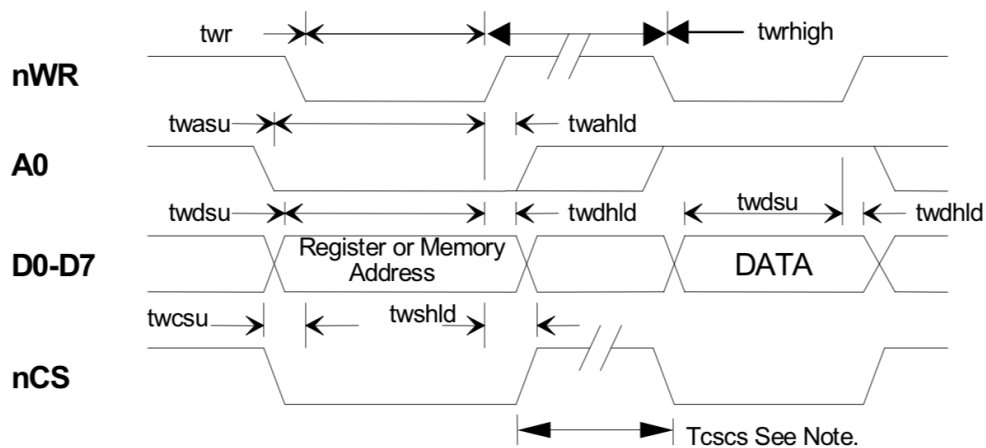 twr
twrhigh
nWR
twasu
twahld
A0
twdsu
twdhld
twdsu
twdhld
D0-D7
Register or Memory
Address
DATA
twcsu
twshld
nCS
Tcscs See Note.